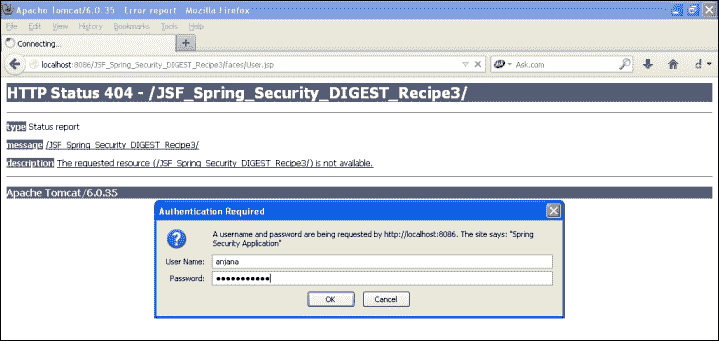 Apache Tomcat/6.0.35 - Error report - Mozilla Firefox
File Edit View History Bookmarks Tools Help
Connecting...
localhost:8086/JSF_Spring_Security_DIGEST_Recipe3/faces/User.jsp
Ask.com
HTTP Status 404 - /JSF_Spring_Security_DIGEST_Recipe3/
type Status report
message /JSF_Spring_Security_DIGEST_Recipe3/
description The requested resource (/JSF_Spring_Security_DIGEST_Recipe3/) is not available.
Apache Tomcat/6.0.35
Authentication Required
A username and password are being requested by http://localhost:8086. The site says: "Spring
Security Application"
User Name: anjana
Password: ●●●●●●●●●●●
OK Cancel